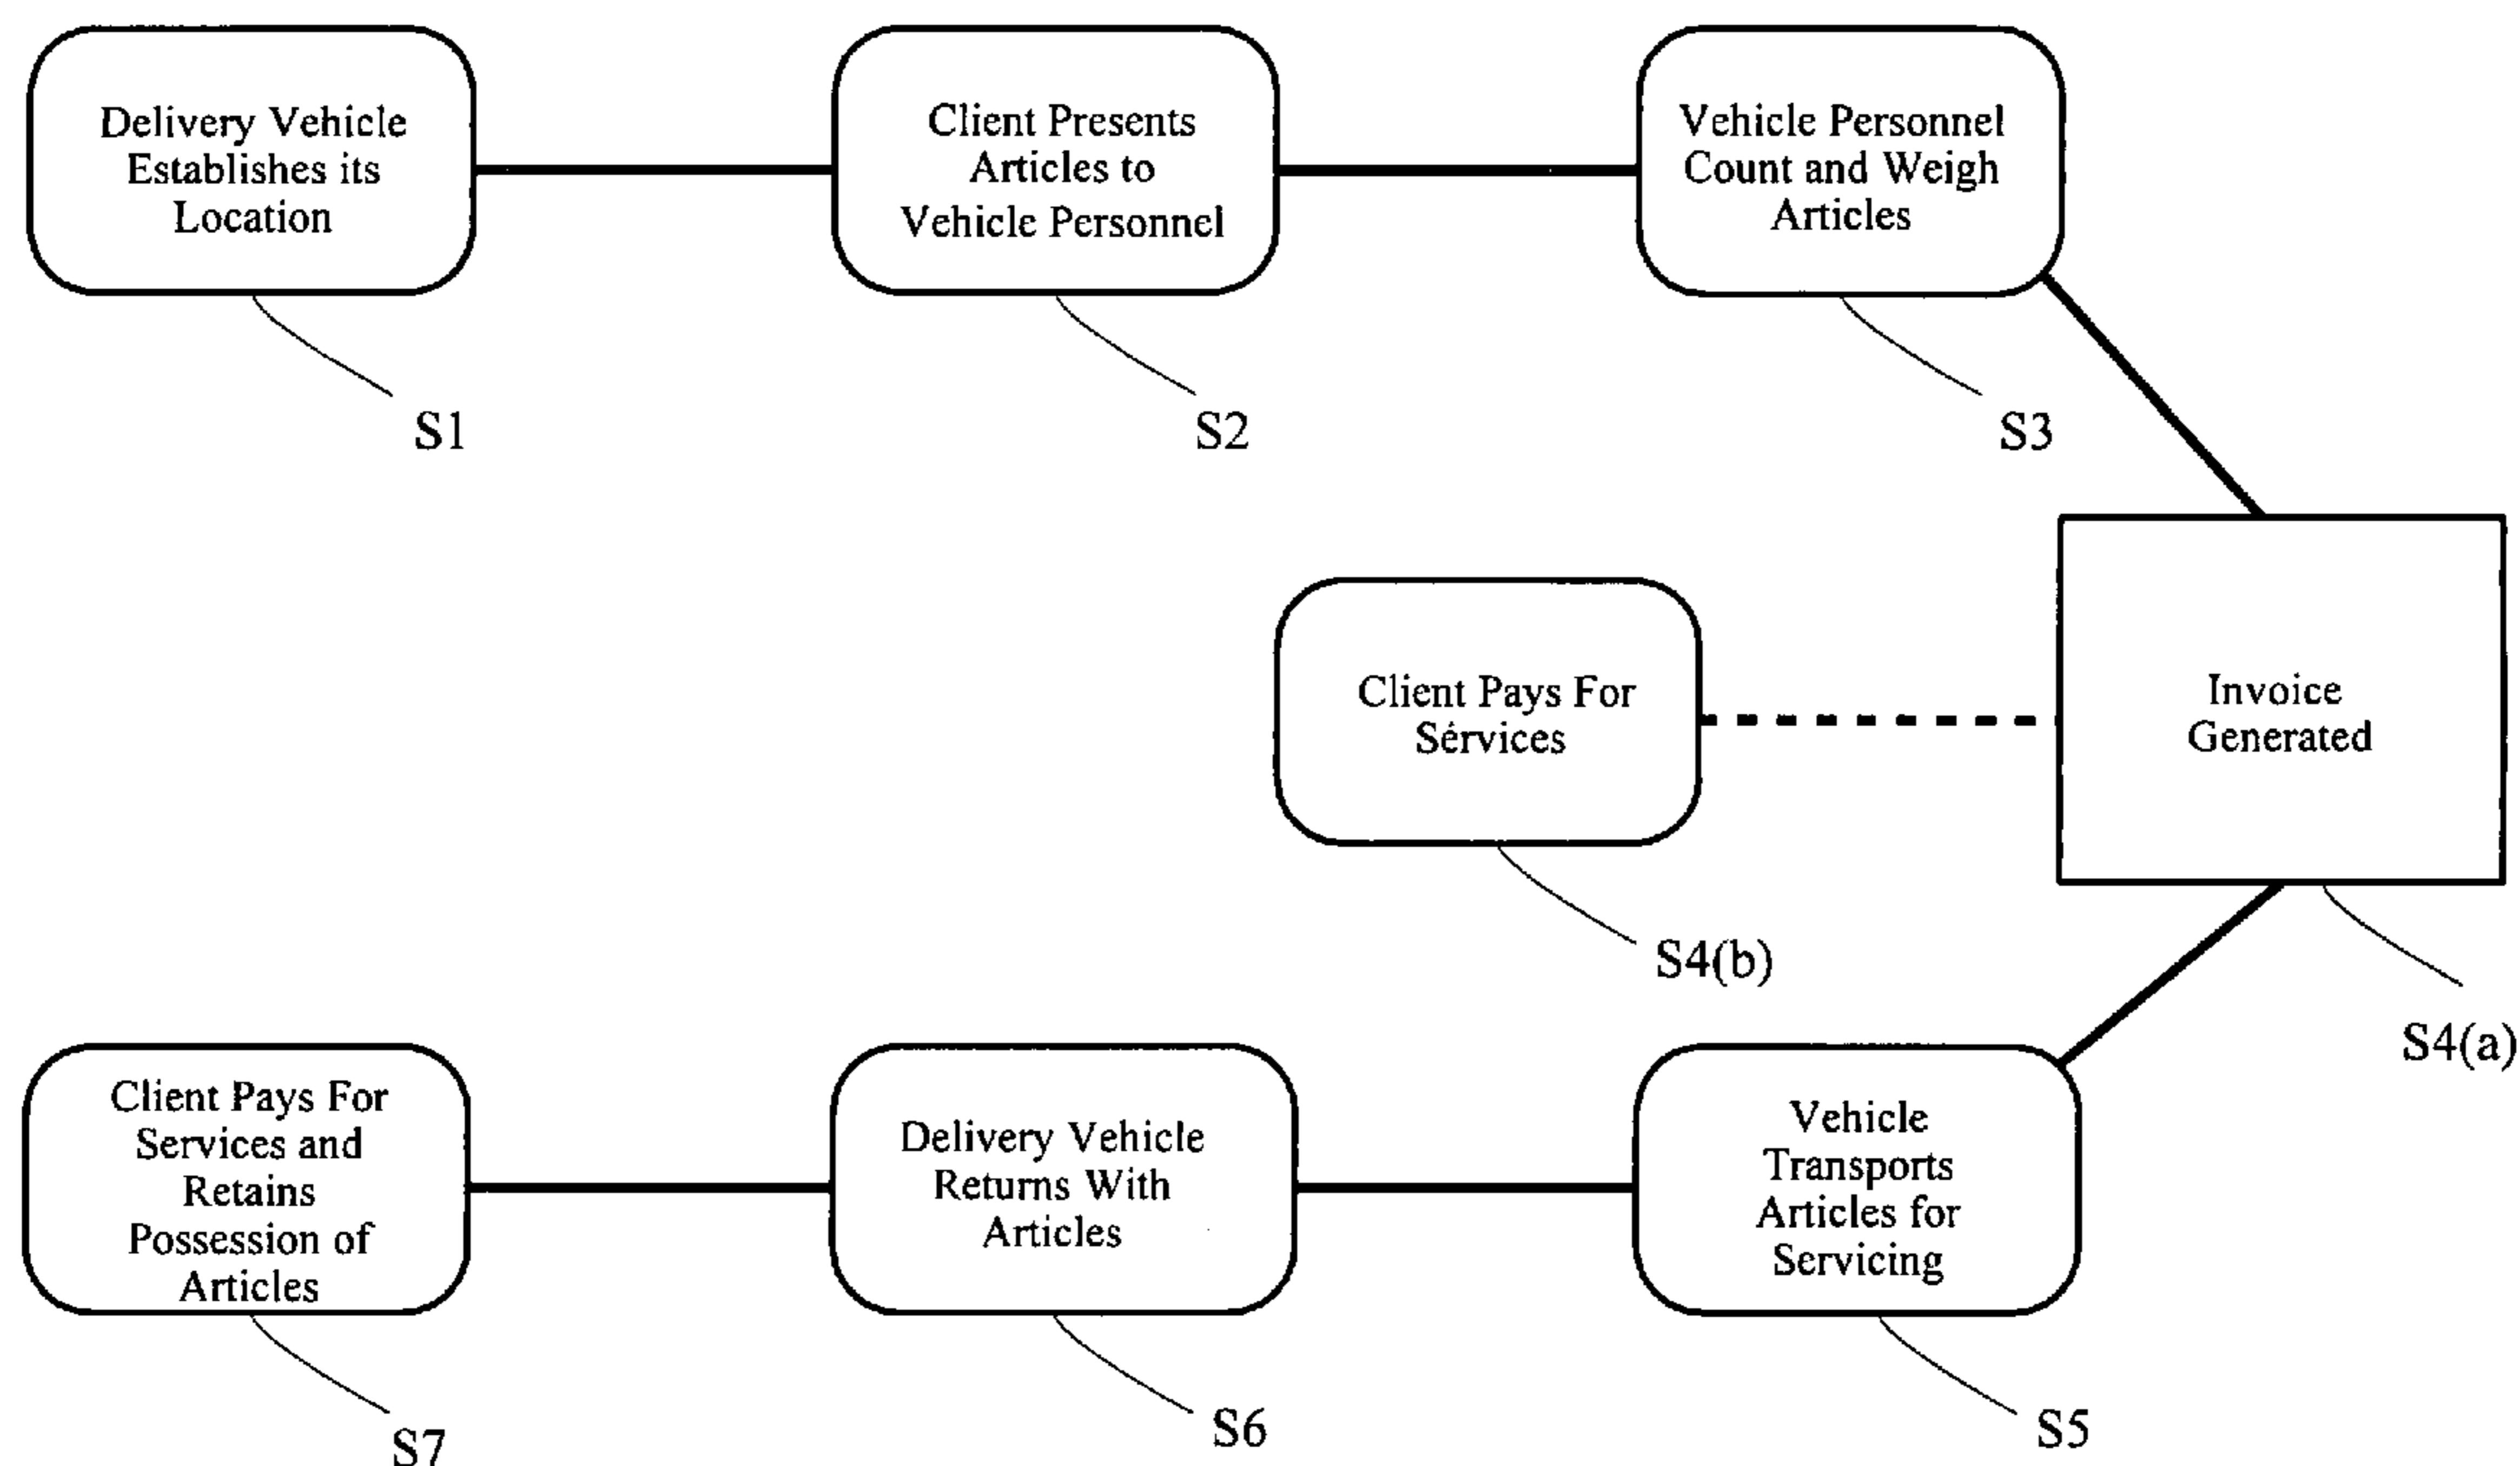 Delivery Vehicle
Establishes its
Location
S1
Client Presents
Articles to
Vehicle Personnel
S2
Vehicle Personnel
Count and Weigh
Articles
S3
Invoice
Generated
S4(a)
Client Pays For
Services
S4(b)
Vehicle
Transports
Articles for
Servicing
S5
Delivery Vehicle
Returns With
Articles
S6
Client Pays For
Services and
Retains
Possession of
Articles
S7